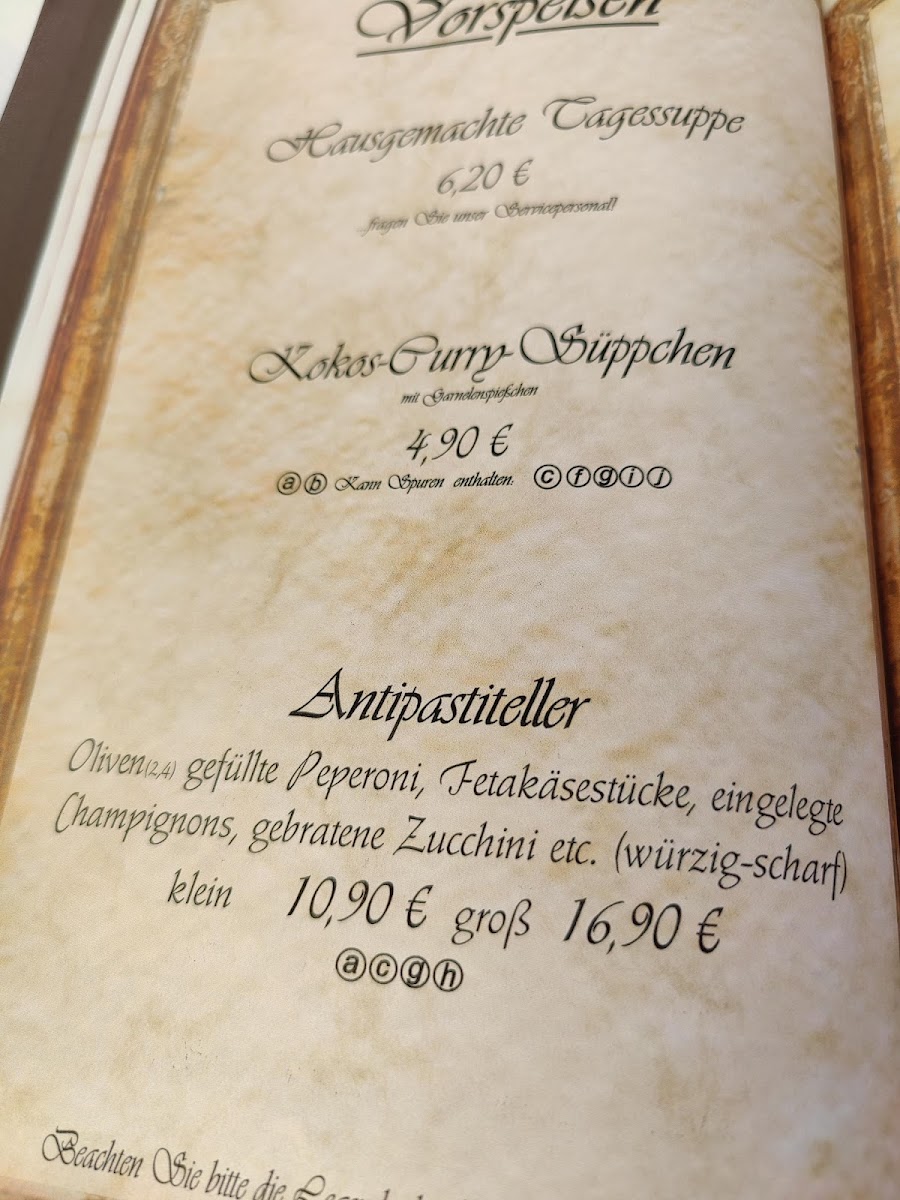 Vorspeisen
Hausgemachte Tagessuppe
6,20 €
...fragen Sie unser Servicepersonal!
Kokos-Curry-Süppchen
mit Garnelenspießchen
4,90 €
ⓐⓑ Kann Spuren enthalten: ⓒⓕⓖⓘⓙ
Antipastiteller
Oliven(2,4) gefüllte Peperoni, Fetakäsestücke, eingelegte
Champignons, gebratene Zucchini etc. (würzig-scharf)
klein 10,90 € groß 16,90 €
ⓐⓒⓖⓗ
Beachten Sie bitte die